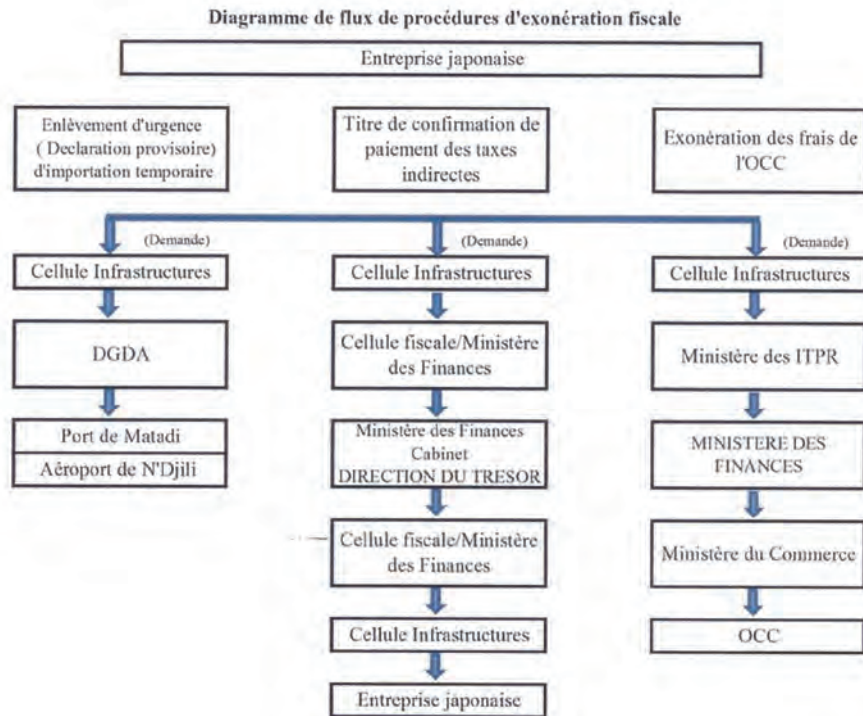 Diagramme de flux de procédures d'exonération fiscale
Entreprise japonaise
Enlèvement d'urgence
( Declaration provisoire)
d'importation temporaire
Titre de confirmation de
paiement des taxes
indirectes
Exonération des frais de
l'OCC
(Demande)
(Demande)
(Demande)
Cellule Infrastructures
Cellule Infrastructures
Cellule Infrastructures
DGDA
Cellule fiscale/Ministère
des Finances
Ministère des ITPR
Port de Matadi
Aéroport de N'Djili
Ministère des Finances
Cabinet
DIRECTION DU TRESOR
MINISTERE DES
FINANCES
Cellule fiscale/Ministère
des Finances
Ministère du Commerce
Cellule Infrastructures
OCC
Entreprise japonaise